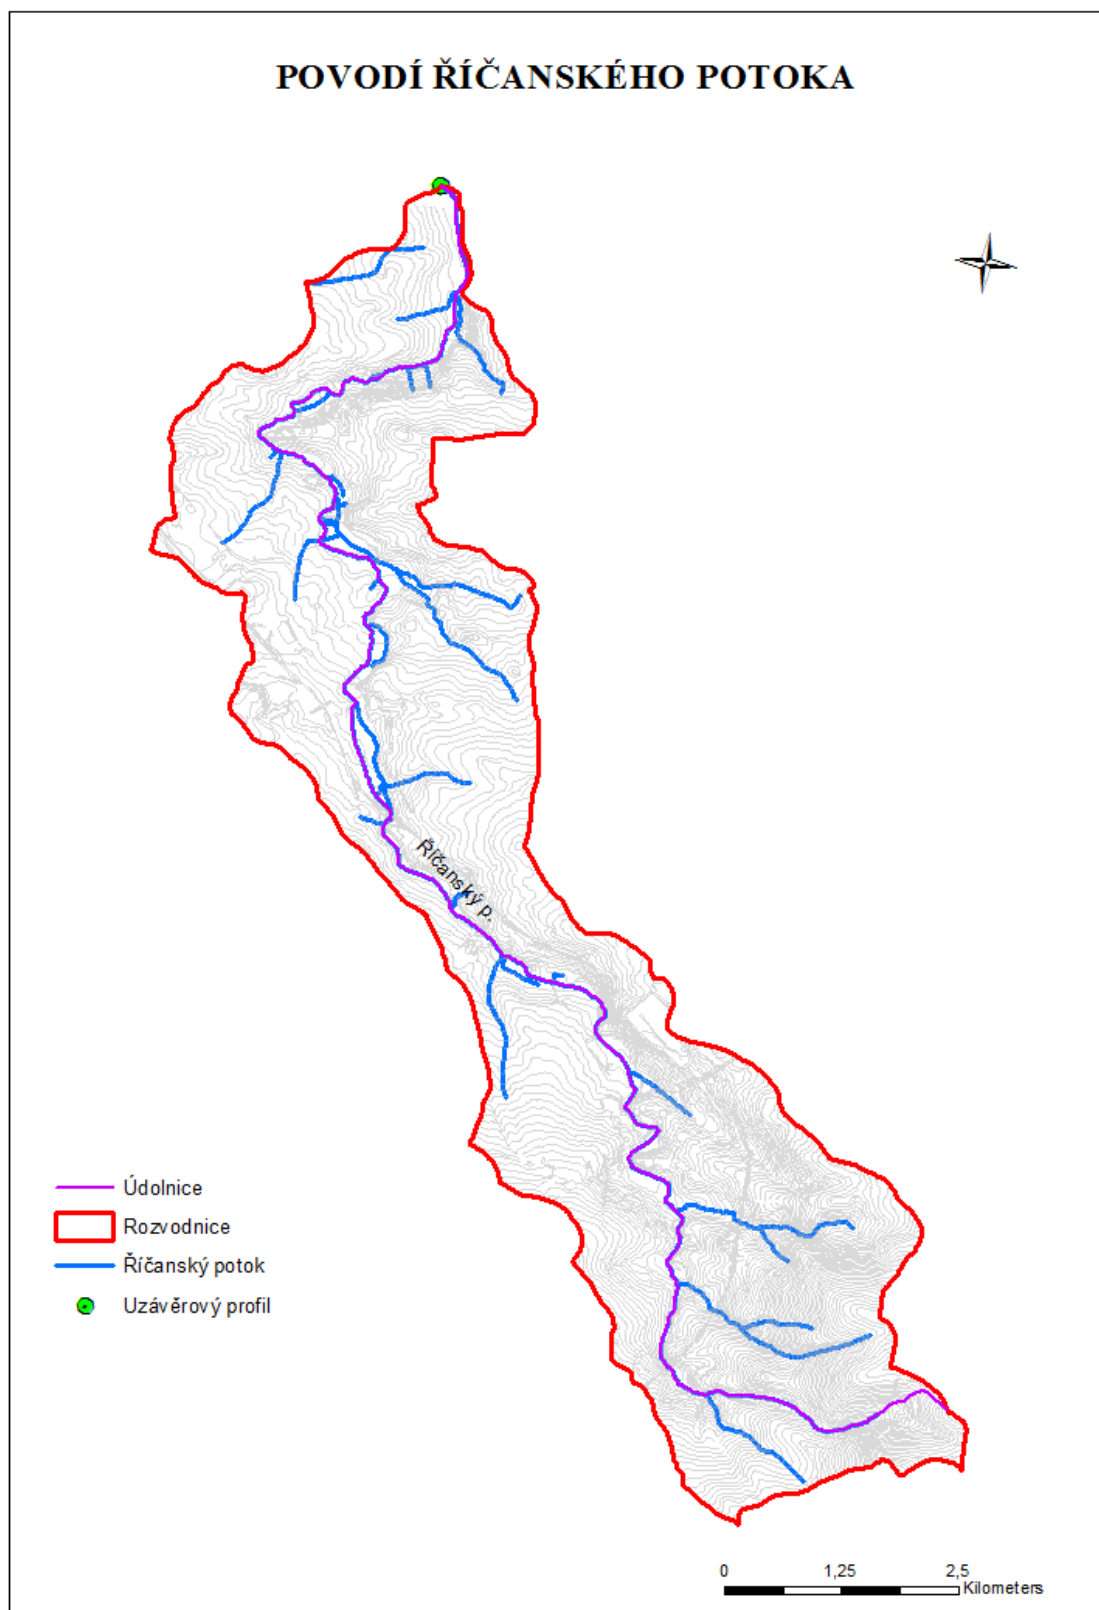 POVODÍ ŘÍČANSKÉHO POTOKA
Říčanský p.
Údolnice
Rozvodnice
Říčanský potok
Uzávěrový profil
0 1,25 2,5
Kilometers